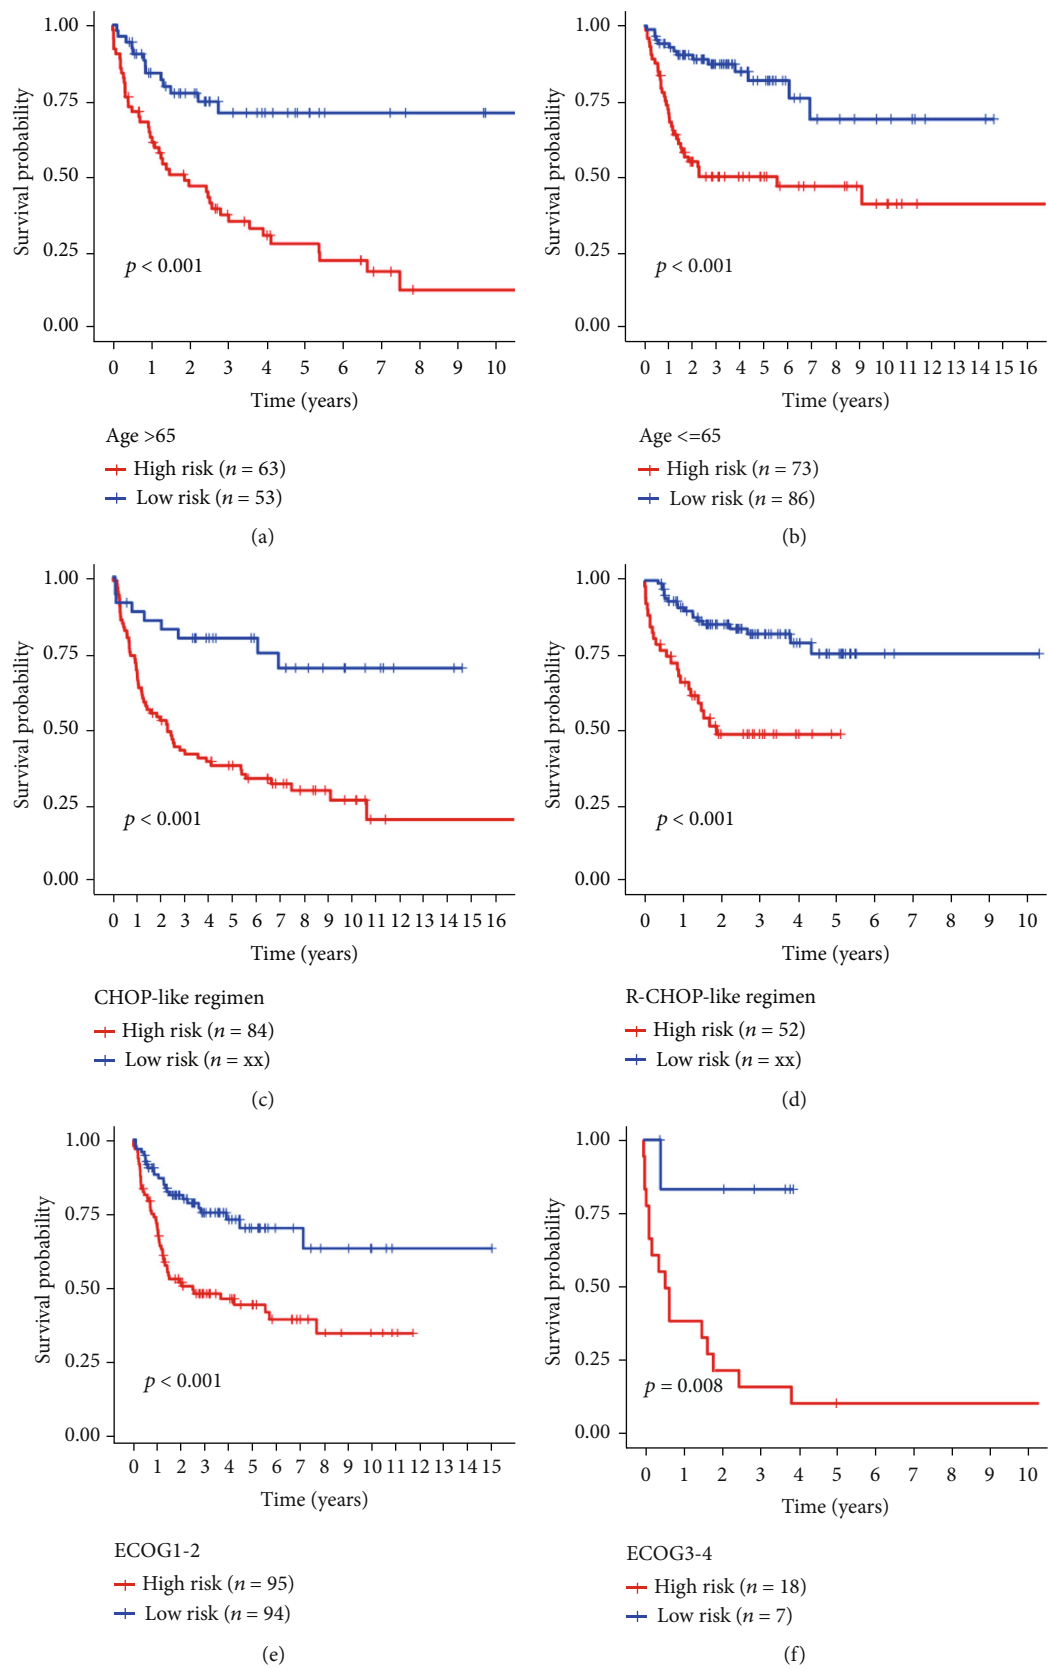 1.00
0.75
0.50
0.25
0.00
Survival probability
p < 0.001
0 1 2 3 4 5 6 7 8 9 10
Time (years)
Age >65
High risk (n = 63)
Low risk (n = 53)
(a)
1.00
0.75
0.50
0.25
0.00
Survival probability
p < 0.001
0 1 2 3 4 5 6 7 8 9 10 11 12 13 14 15 16
Time (years)
Age <=65
High risk (n = 73)
Low risk (n = 86)
(b)
1.00
0.75
0.50
0.25
0.00
Survival probability
p < 0.001
0 1 2 3 4 5 6 7 8 9 10 11 12 13 14 15 16
Time (years)
CHOP-like regimen
High risk (n = 84)
Low risk (n = xx)
(c)
1.00
0.75
0.50
0.25
0.00
Survival probability
p < 0.001
0 1 2 3 4 5 6 7 8 9 10
Time (years)
R-CHOP-like regimen
High risk (n = 52)
Low risk (n = xx)
(d)
1.00
0.75
0.50
0.25
0.00
Survival probability
p < 0.001
0 1 2 3 4 5 6 7 8 9 10 11 12 13 14 15
Time (years)
ECOG1-2
High risk (n = 95)
Low risk (n = 94)
(e)
1.00
0.75
0.50
0.25
0.00
Survival probability
p = 0.008
0 1 2 3 4 5 6 7 8 9 10
Time (years)
ECOG3-4
High risk (n = 18)
Low risk (n = 7)
(f)